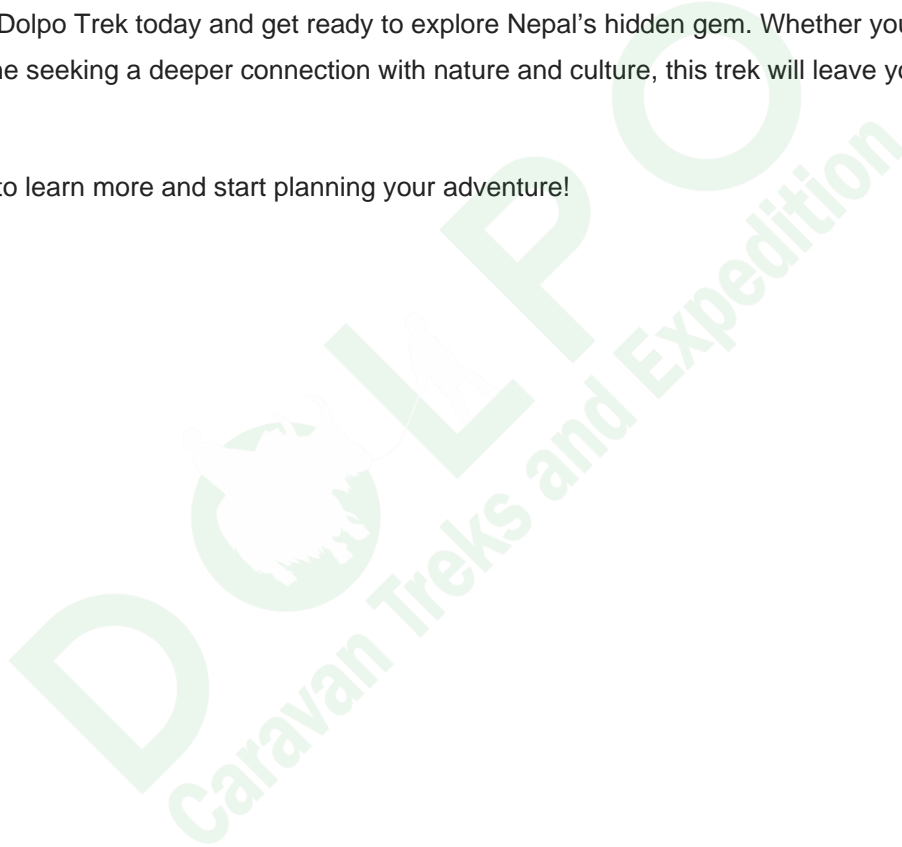 Dolpo Trek today and get ready to explore Nepal’s hidden gem. Whether you
ne seeking a deeper connection with nature and culture, this trek will leave yo
to learn more and start planning your adventure!
DOLPO
Caravan Treks and Expedition